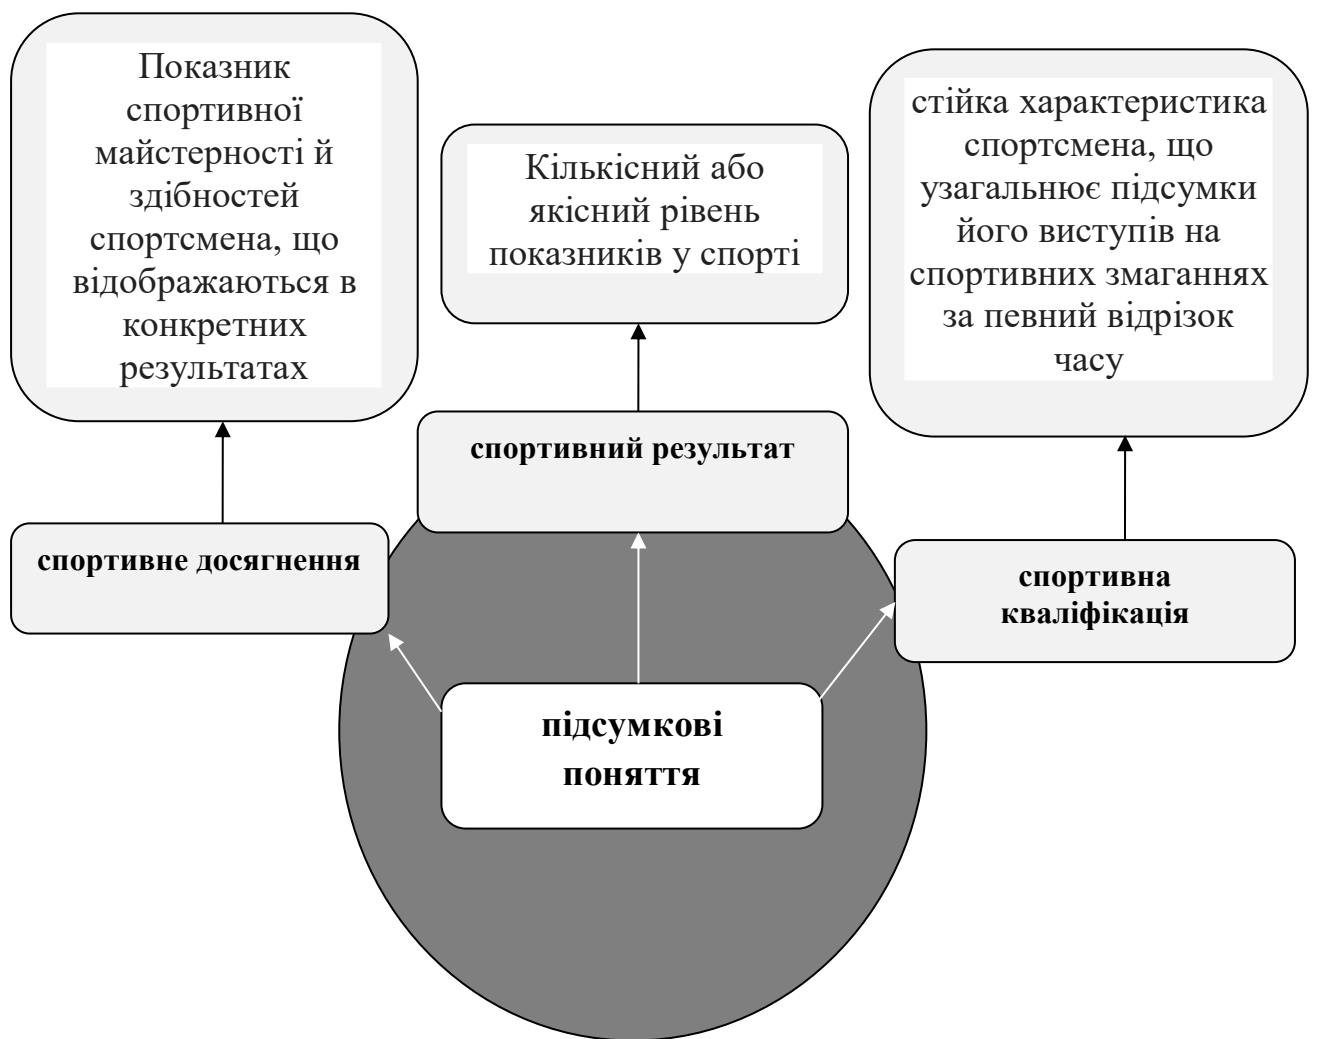 Показник
спортивної
майстерності й
здібностей
спортсмена, що
відображаються в
конкретних
результатах
Кількісний або
якісний рівень
показників у спорті
стійка характеристика
спортсмена, що
узагальнює підсумки
його виступів на
спортивних змаганнях
за певний відрізок
часу
спортивне досягнення
спортивний результат
спортивна
кваліфікація
підсумкові
поняття